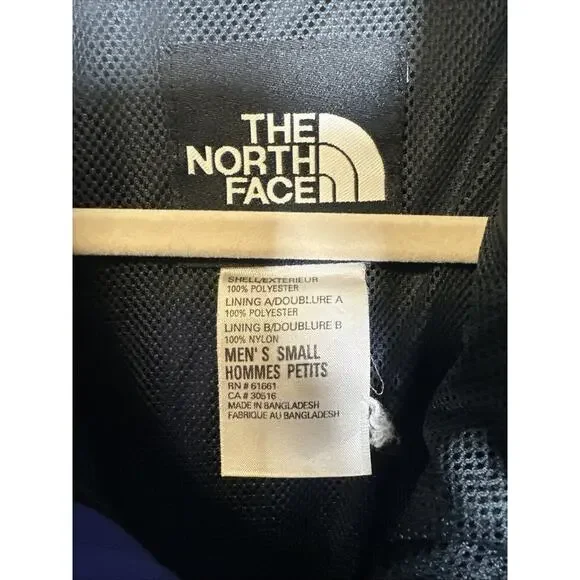 THE
NORTH
FACE
SHELL/EXTERIEUR
100% POLYESTER
LINING A/DOUBLURE A
100% POLYESTER
LINING B/DOUBLURE B
100% NYLON
MEN'S SMALL
HOMMES PETITS
RN # 61661
CA # 30516
MADE IN BANGLADESH
FABRIQUE AU BANGLADESH